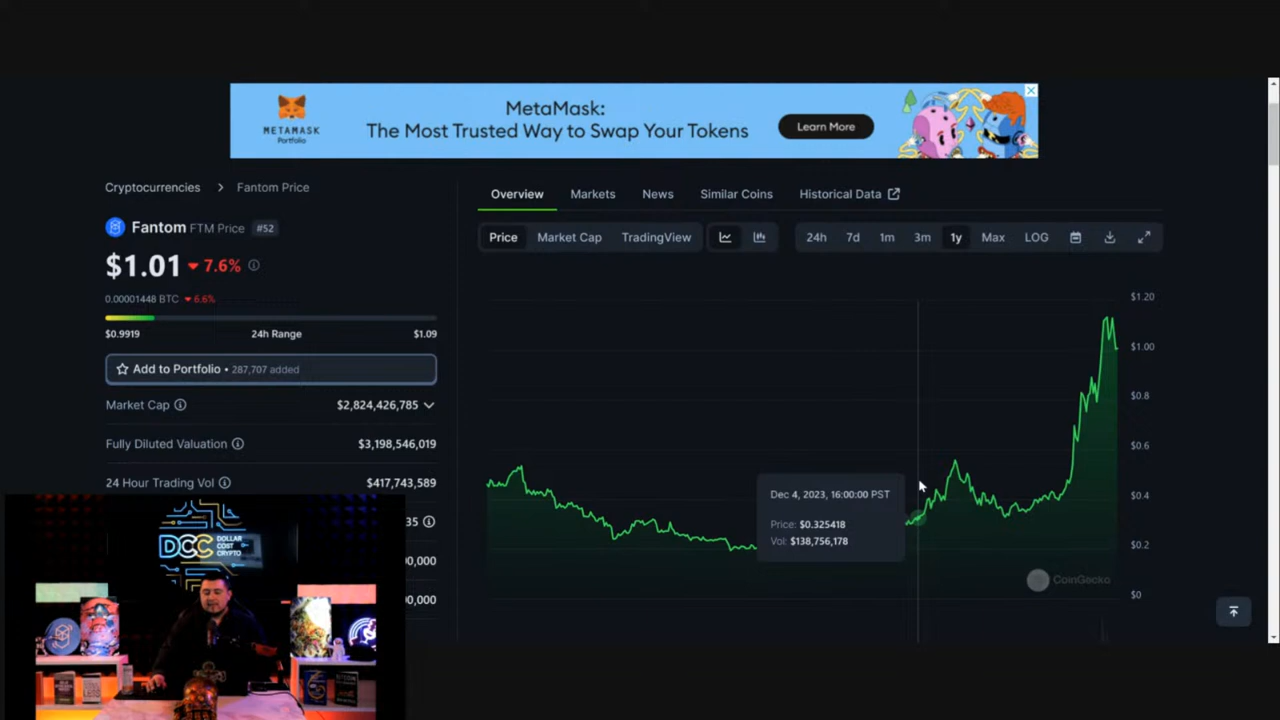 MetaMask:
The Most Trusted Way to Swap Your Tokens
METAMASK
Portfolio
Learn More
Cryptocurrencies > Fantom Price
Fantom FTM Price #52
$1.01 7.6%
0.00001448 BTC 6.6%
$0.9919 24h Range $1.09
Add to Portfolio • 287,707 added
Market Cap $2,824,426,785
Fully Diluted Valuation $3,198,546,019
24 Hour Trading Vol $417,743,589
35
00,000
00,000
Overview Markets News Similar Coins Historical Data
Price Market Cap TradingView 24h 7d 1m 3m 1y Max LOG
$1.20
$1.00
$0.8
$0.6
$0.4
$0.2
$0
Dec 4, 2023, 16:00:00 PST
Price: $0.325418
Vol: $138,756,178
CoinGecko
DCC
DOLLAR
COST
CRYPTO